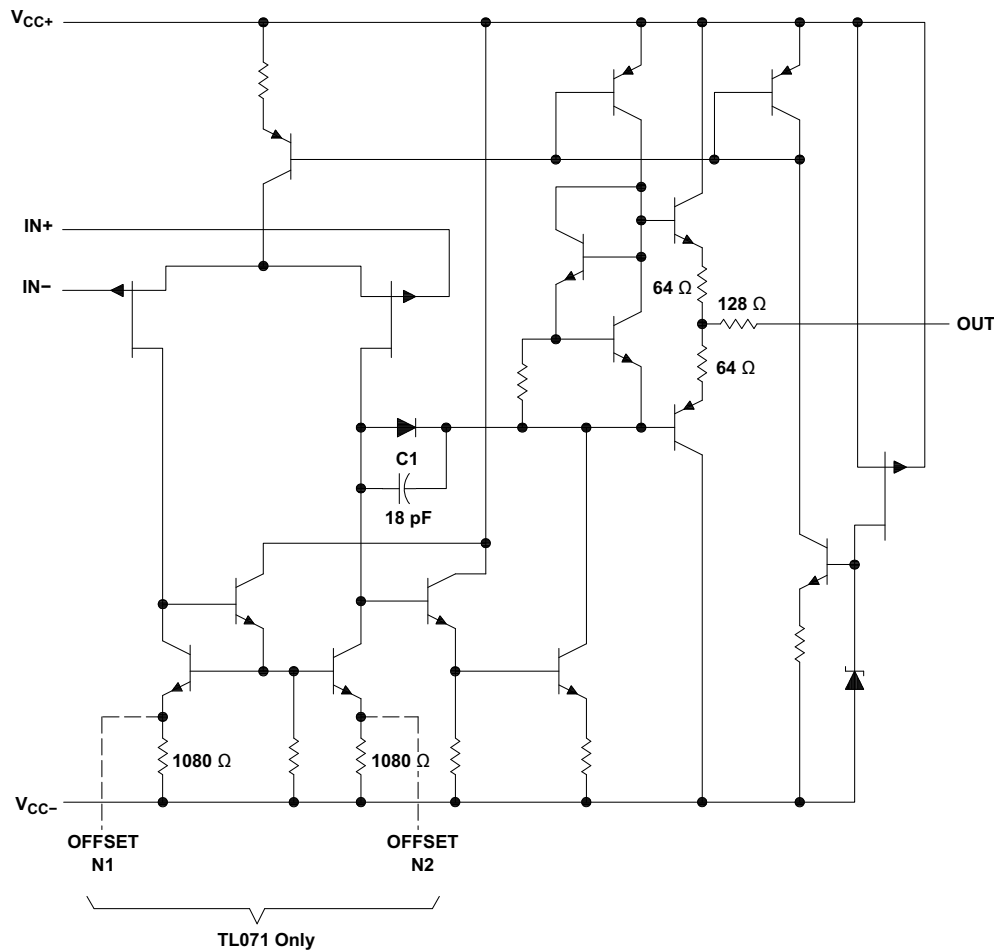 VCC+
IN+
IN−
64 Ω
128 Ω
OUT
64 Ω
C1
18 pF
1080 Ω
1080 Ω
VCC−
OFFSET
N1
OFFSET
N2
TL071 Only